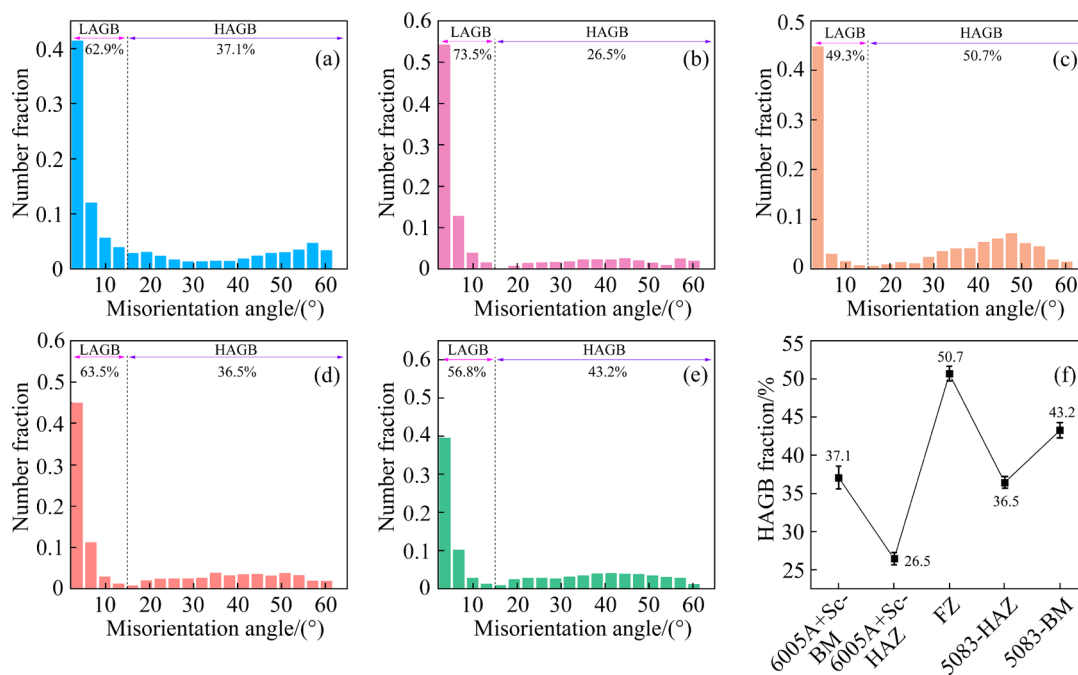 LAGB HAGB
62.9% 37.1%
(a)
0.4
0.3
0.2
0.1
0
Number fraction
10 20 30 40 50 60
Misorientation angle/(°)
LAGB HAGB
73.5% 26.5%
(b)
0.6
0.5
0.4
0.3
0.2
0.1
0
Number fraction
10 20 30 40 50 60
Misorientation angle/(°)
LAGB HAGB
49.3% 50.7%
(c)
0.5
0.4
0.3
0.2
0.1
0
Number fraction
10 20 30 40 50 60
Misorientation angle/(°)
LAGB HAGB
63.5% 36.5%
(d)
0.6
0.5
0.4
0.3
0.2
0.1
0
Number fraction
10 20 30 40 50 60
Misorientation angle/(°)
LAGB HAGB
56.8% 43.2%
(e)
0.6
0.5
0.4
0.3
0.2
0.1
0
Number fraction
10 20 30 40 50 60
Misorientation angle/(°)
(f)
55
50
45
40
35
30
25
HAGB fraction/%
37.1
26.5
50.7
36.5
43.2
6005A+Sc-
BM
6005A+Sc-
HAZ
FZ
5083-HAZ
5083-BM